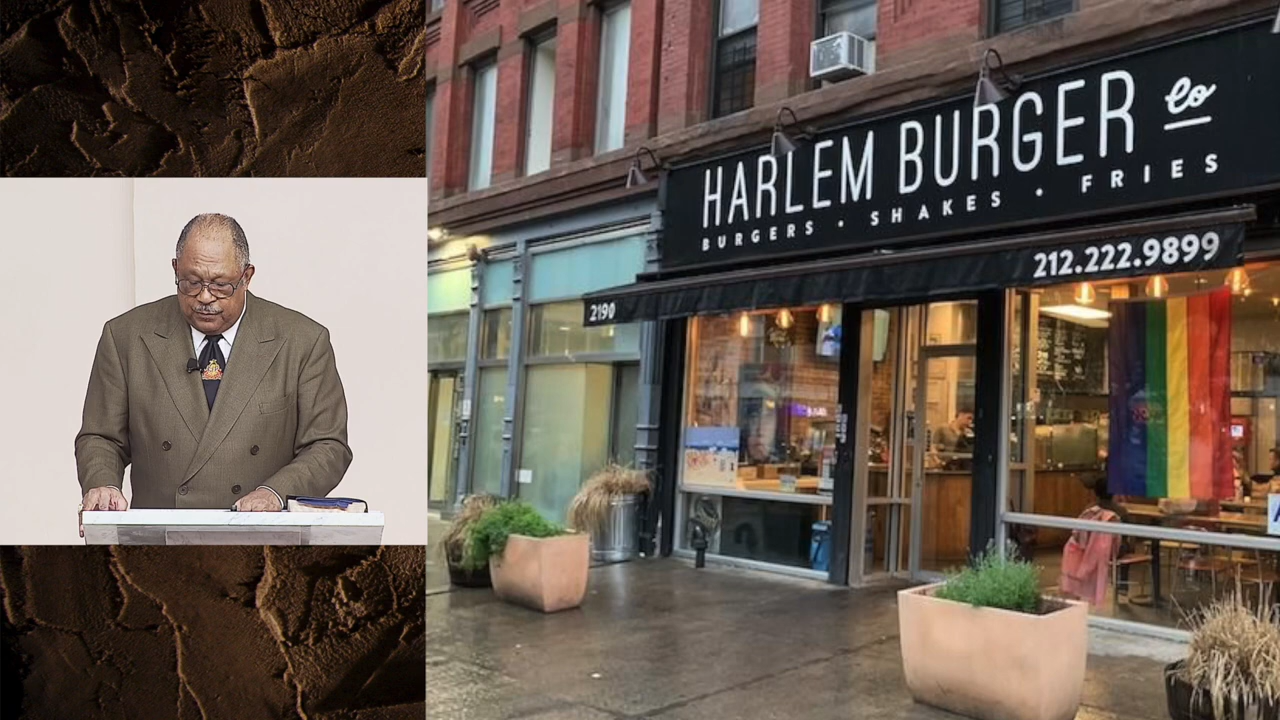 HARLEM BURGER Co
BURGERS • SHAKES • FRIES
212.222.9899
2190